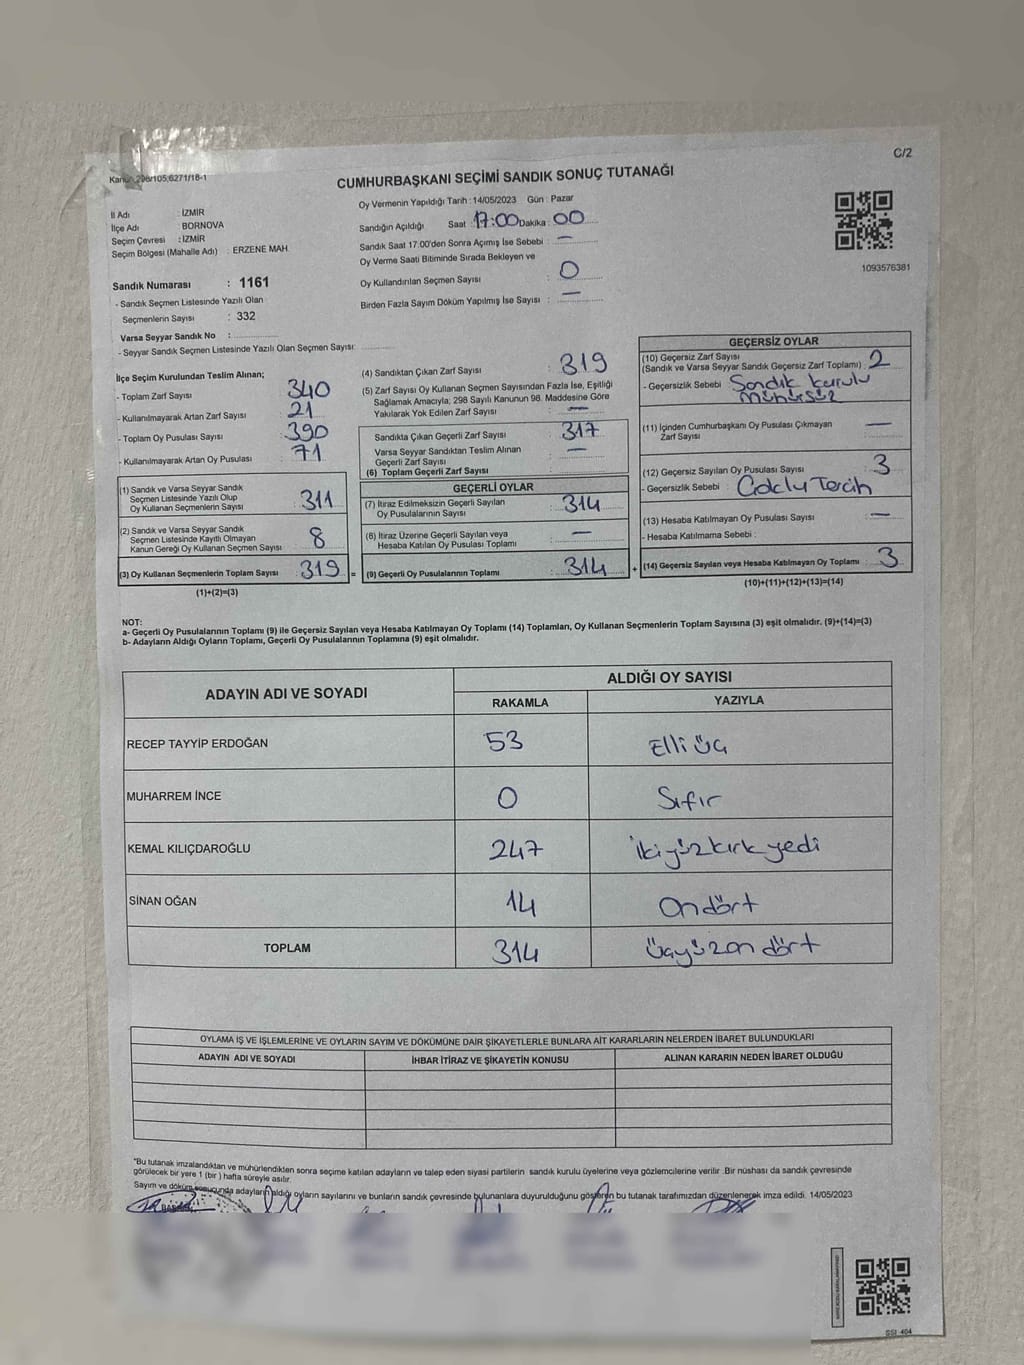 C/2
Kanun 298/105;6271/18-1
CUMHURBAŞKANI SEÇİMİ SANDIK SONUÇ TUTANAĞI
İl Adı : İZMİR
İlçe Adı : BORNOVA
Seçim Çevresi : İZMİR
Seçim Bölgesi (Mahalle Adı) : ERZENE MAH.
Sandık Numarası : 1161
- Sandık Seçmen Listesinde Yazılı Olan
Seçmenlerin Sayısı : 332
Varsa Seyyar Sandık No :
- Seyyar Sandık Seçmen Listesinde Yazılı Olan Seçmen Sayısı:
Oy Vermenin Yapıldığı Tarih : 14/05/2023 Gün : Pazar
Sandığın Açıldığı Saat : 17:00 Dakika : 00
Sandık Saat 17:00'den Sonra Açımış İse Sebebi : —
Oy Verme Saati Bitiminde Sırada Bekleyen ve
Oy Kullandırılan Seçmen Sayısı : 0
Birden Fazla Sayım Döküm Yapılmış İse Sayısı : —
1093576381
İlçe Seçim Kurulundan Teslim Alınan;
- Toplam Zarf Sayısı : 340
- Kullanılmayarak Artan Zarf Sayısı : 21
- Toplam Oy Pusulası Sayısı : 390
- Kullanılmayarak Artan Oy Pusulası : 71
(1) Sandık ve Varsa Seyyar Sandık
Seçmen Listesinde Yazılı Olup
Oy Kullanan Seçmenlerin Sayısı : 311
(2) Sandık ve Varsa Seyyar Sandık
Seçmen Listesinde Kayıtlı Olmayan
Kanun Gereği Oy Kullanan Seçmen Sayısı : 8
(3) Oy Kullanan Seçmenlerin Toplam Sayısı : 319 =
(1)+(2)=(3)
(4) Sandıktan Çıkan Zarf Sayısı : 319
(5) Zarf Sayısı Oy Kullanan Seçmen Sayısından Fazla İse, Eşitliği
Sağlamak Amacıyla; 298 Sayılı Kanunun 98. Maddesine Göre
Yakılarak Yok Edilen Zarf Sayısı : —
Sandıkta Çıkan Geçerli Zarf Sayısı : 317
Varsa Seyyar Sandıktan Teslim Alınan
Geçerli Zarf Sayısı : —
(6) Toplam Geçerli Zarf Sayısı :
GEÇERLİ OYLAR
(7) İtiraz Edilmeksizin Geçerli Sayılan
Oy Pusulalarının Sayısı : 314
(8) İtiraz Üzerine Geçerli Sayılan veya
Hesaba Katılan Oy Pusulası Toplamı : —
(9) Geçerli Oy Pusulalarının Toplamı : 314 +
GEÇERSİZ OYLAR
(10) Geçersiz Zarf Sayısı
(Sandık ve Varsa Seyyar Sandık Geçersiz Zarf Toplamı) : 2
- Geçersizlik Sebebi : Sandık kurulu
Mühürsüz
(11) İçinden Cumhurbaşkanı Oy Pusulası Çıkmayan
Zarf Sayısı : —
(12) Geçersiz Sayılan Oy Pusulası Sayısı : 3
- Geçersizlik Sebebi : Çoklu Tercih
(13) Hesaba Katılmayan Oy Pusulası Sayısı : —
- Hesaba Katılmama Sebebi :
(14) Geçersiz Sayılan veya Hesaba Katılmayan Oy Toplamı : 3
(10)+(11)+(12)+(13)=(14)
NOT:
a- Geçerli Oy Pusulalarının Toplamı (9) ile Geçersiz Sayılan veya Hesaba Katılmayan Oy Toplamı (14) Toplamları, Oy Kullanan Seçmenlerin Toplam Sayısına (3) eşit olmalıdır. (9)+(14)=(3)
b- Adayların Aldığı Oyların Toplamı, Geçerli Oy Pusulalarının Toplamına (9) eşit olmalıdır.
ADAYIN ADI VE SOYADI
ALDIĞI OY SAYISI
RAKAMLA YAZIYLA
RECEP TAYYİP ERDOĞAN 53 Elli üç
MUHARREM İNCE 0 Sıfır
KEMAL KILIÇDAROĞLU 247 ikiyüzkırkyedi
SİNAN OĞAN 14 Ondört
TOPLAM 314 üçyüzondört
OYLAMA İŞ VE İŞLEMLERİNE VE OYLARIN SAYIM VE DÖKÜMÜNE DAİR ŞİKAYETLERLE BUNLARA AİT KARARLARIN NELERDEN İBARET BULUNDUKLARI
ADAYIN ADI VE SOYADI İHBAR İTİRAZ VE ŞİKAYETİN KONUSU ALINAN KARARIN NEDEN İBARET OLDUĞU
"Bu tutanak imzalandıktan ve mühürlendikten sonra seçime katılan adayların ve talep eden siyasi partilerin sandık kurulu üyelerine veya gözlemcilerine verilir. Bir nüshası da sandık çevresinde
görülecek bir yere 1 (bir) hafta süreyle asılır.
Sayım ve döküm sonucunda adayların aldığı oyların sayılarını ve bunların sandık çevresinde bulunanlara duyurulduğunu gösteren bu tutanak tarafımızdan düzenlenerek imza edildi. 14/05/2023
SSI 404